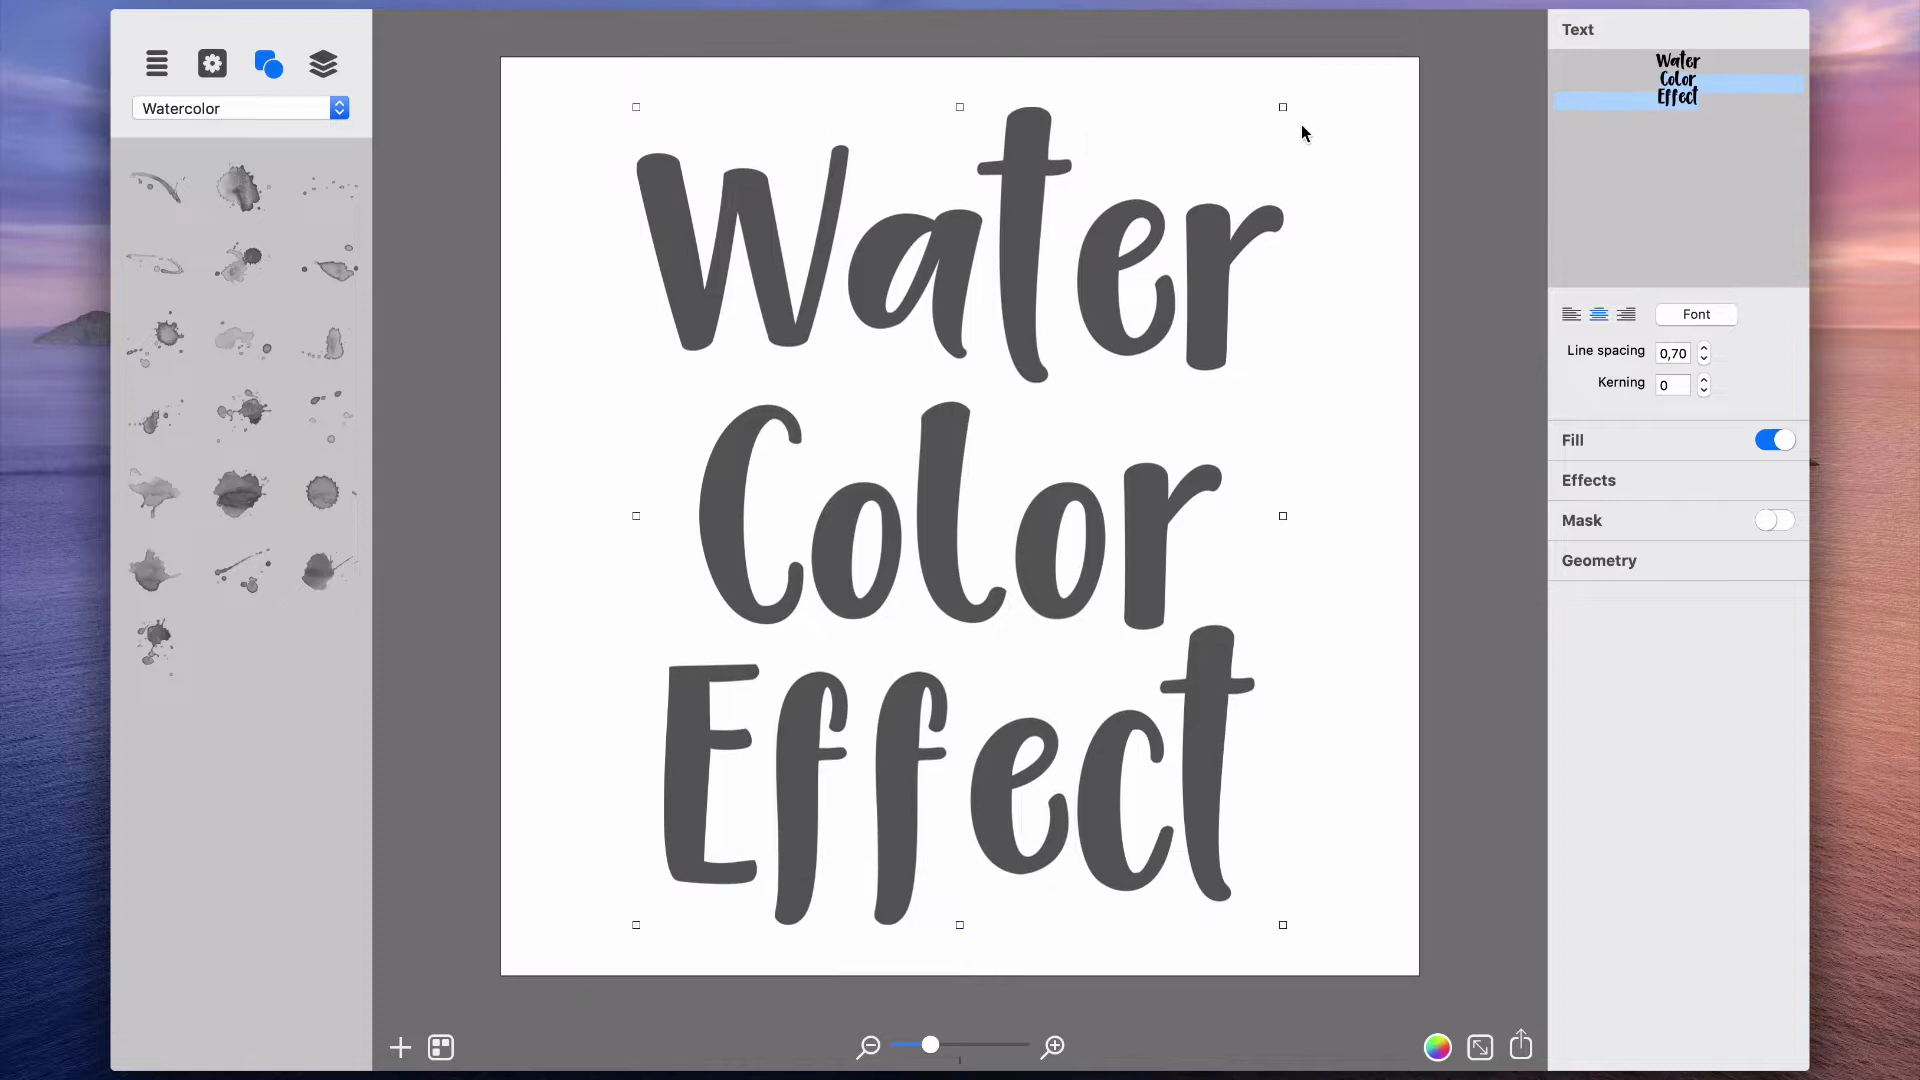 Watercolor
Water
Color
Effect
Text
Water
Color
Effect
Font
Line spacing 0,70
Kerning 0
Fill
Effects
Mask
Geometry